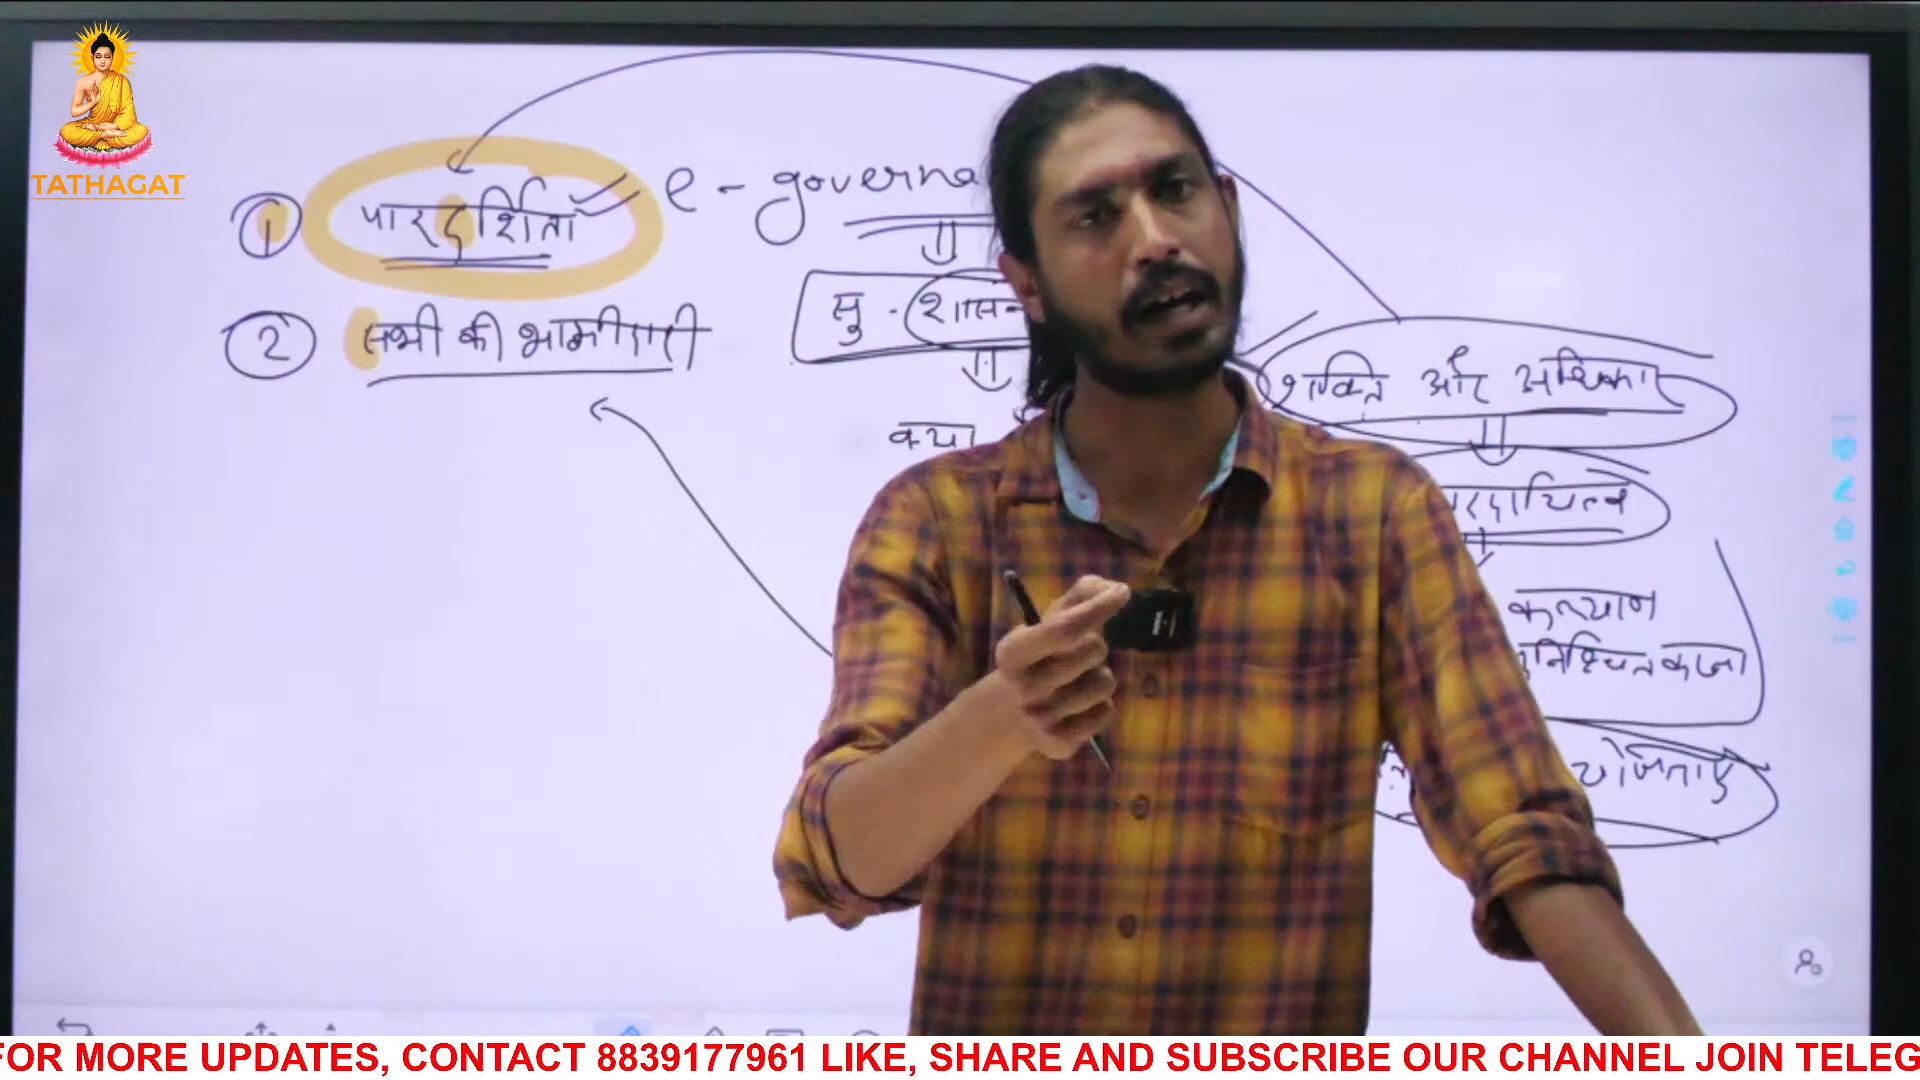 TATHAGAT
① पारदर्शिता e - governa
② सभी की भागीदारी
सु - शासन
शक्ति और अधिकार
क्या
रदायित्व
कल्याण
सुनिश्चित करना
योजनाएं
FOR MORE UPDATES, CONTACT 8839177961 LIKE, SHARE AND SUBSCRIBE OUR CHANNEL JOIN TELEG